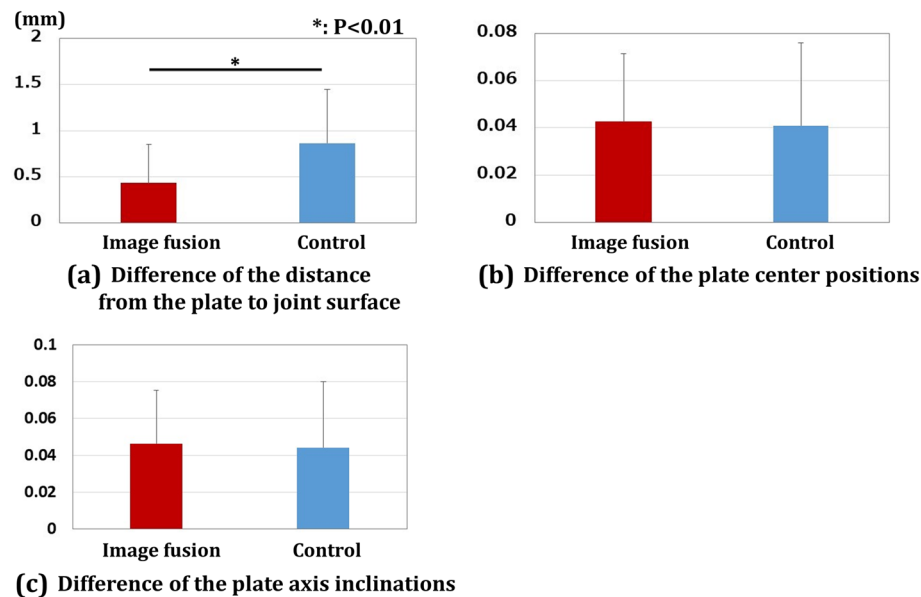 (mm)
*: P<0.01
2
*
1.5
1
0.5
0
Image fusion Control
(a) Difference of the distance
from the plate to joint surface
0.08
0.06
0.04
0.02
0
Image fusion Control
(b) Difference of the plate center positions
0.1
0.08
0.06
0.04
0.02
0
Image fusion Control
(c) Difference of the plate axis inclinations